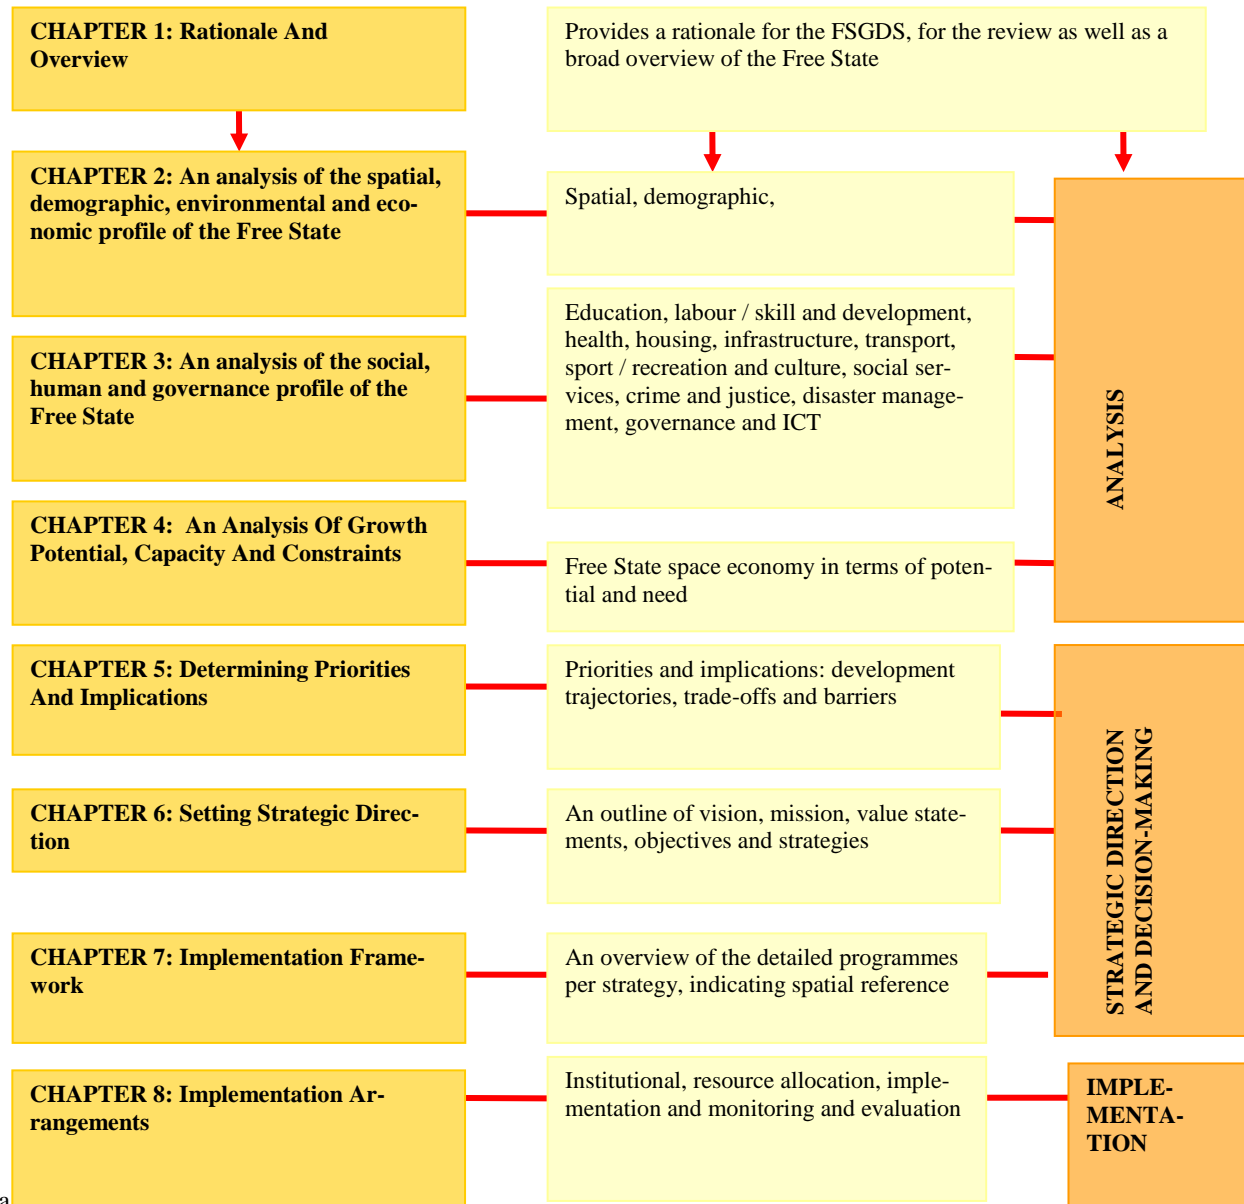 CHAPTER 1: Rationale And
Overview
Provides a rationale for the FSGDS, for the review as well as a
broad overview of the Free State
CHAPTER 2: An analysis of the spatial,
demographic, environmental and eco-
nomic profile of the Free State
Spatial, demographic,
CHAPTER 3: An analysis of the social,
human and governance profile of the
Free State
Education, labour / skill and development,
health, housing, infrastructure, transport,
sport / recreation and culture, social ser-
vices, crime and justice, disaster manage-
ment, governance and ICT
CHAPTER 4:  An Analysis Of Growth
Potential, Capacity And Constraints
Free State space economy in terms of poten-
tial and need
ANALYSIS
CHAPTER 5: Determining Priorities
And Implications
Priorities and implications: development
trajectories, trade-offs and barriers
CHAPTER 6: Setting Strategic Direc-
tion
An outline of vision, mission, value state-
ments, objectives and strategies
CHAPTER 7: Implementation Frame-
work
An overview of the detailed programmes
per strategy, indicating spatial reference
STRATEGIC DIRECTION
AND DECISION-MAKING
CHAPTER 8: Implementation Ar-
rangements
Institutional, resource allocation, imple-
mentation and monitoring and evaluation
IMPLE-
MENTA-
TION
a